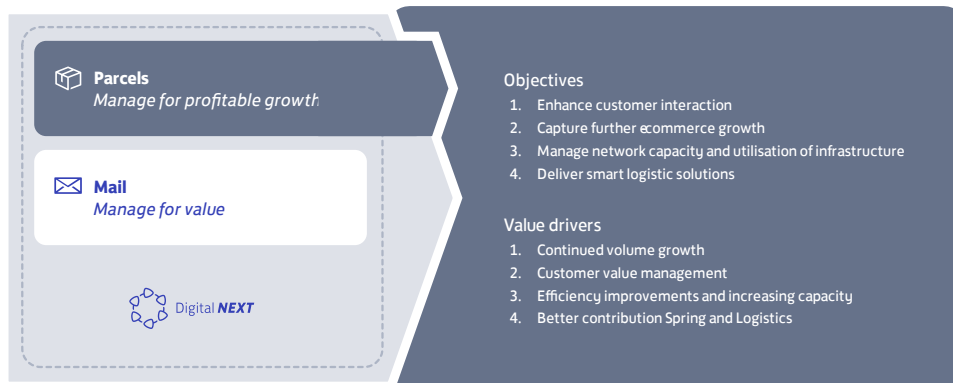 Parcels
Manage for profitable growth
Mail
Manage for value
Digital NEXT
Objectives
1. Enhance customer interaction
2. Capture further ecommerce growth
3. Manage network capacity and utilisation of infrastructure
4. Deliver smart logistic solutions
Value drivers
1. Continued volume growth
2. Customer value management
3. Efficiency improvements and increasing capacity
4. Better contribution Spring and Logistics